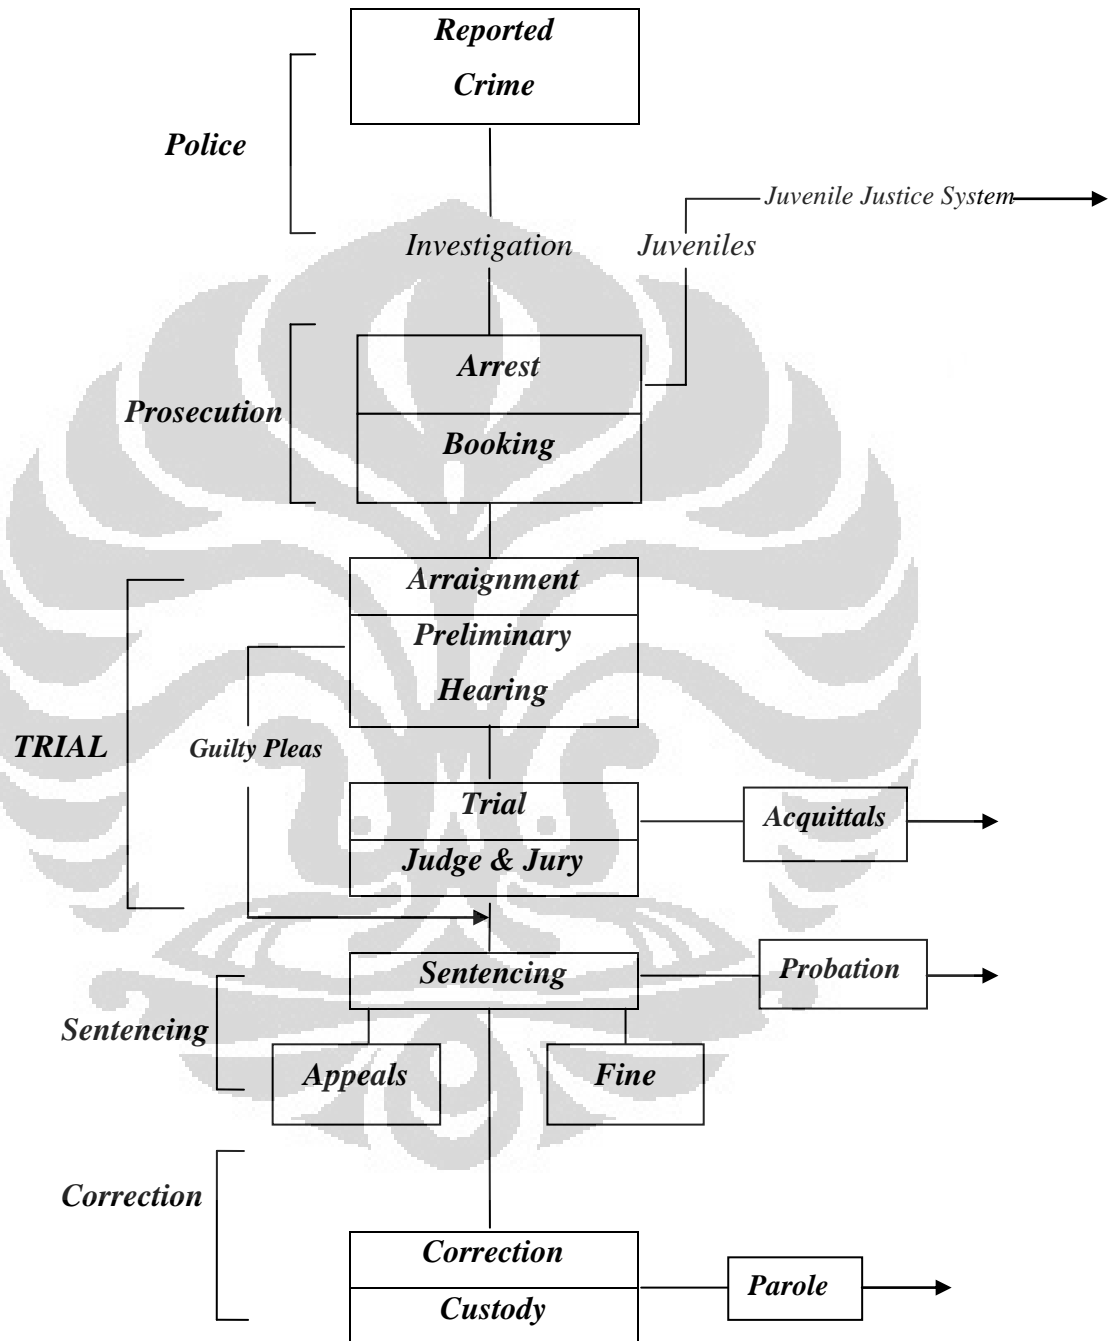 Reported
Crime
Police
Juvenile Justice System
Investigation
Juveniles
Arrest
Prosecution
Booking
Arraignment
Preliminary
Hearing
TRIAL
Guilty Pleas
Trial
Acquittals
Judge & Jury
Sentencing
Probation
Sentencing
Appeals
Fine
Correction
Correction
Parole
Custody